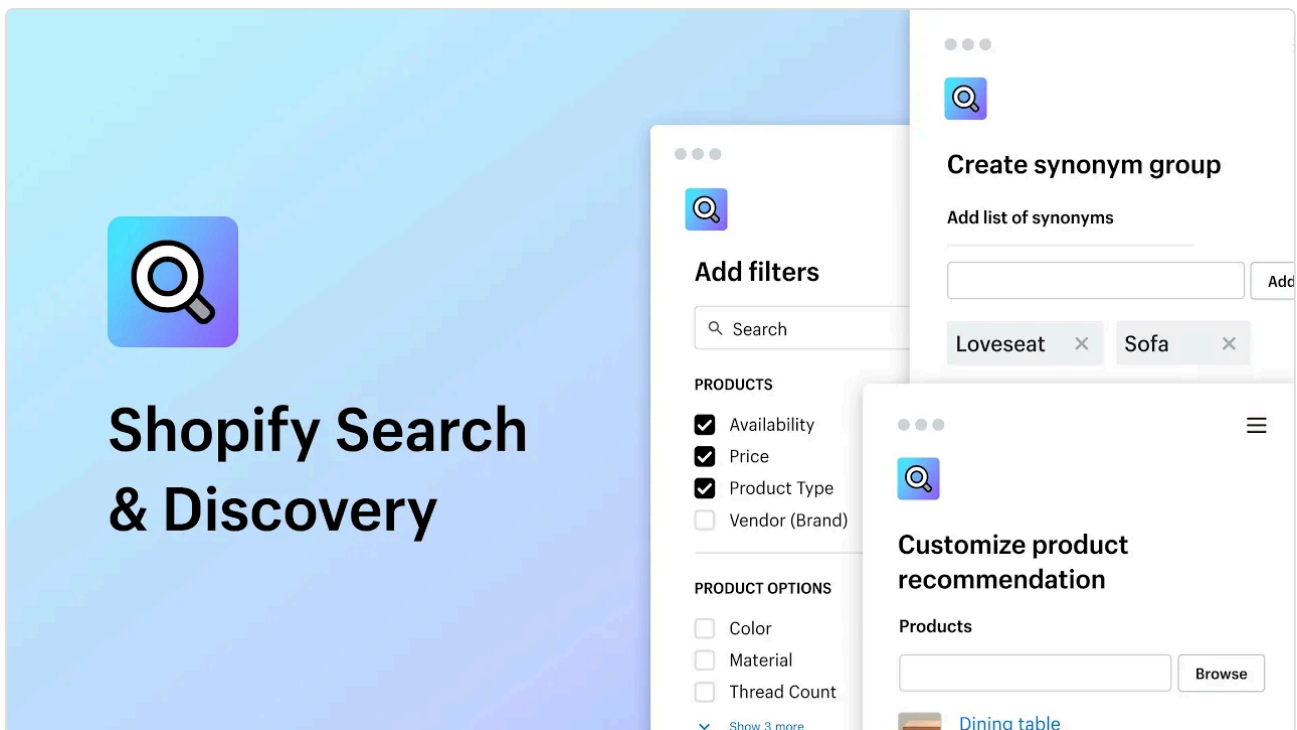 Shopify Search
& Discovery
Add filters
Search
PRODUCTS
Availability
Price
Product Type
Vendor (Brand)
PRODUCT OPTIONS
Color
Material
Thread Count
Show 3 more
Create synonym group
Add list of synonyms
Add
Loveseat
Sofa
Customize product
recommendation
Products
Browse
Dining table